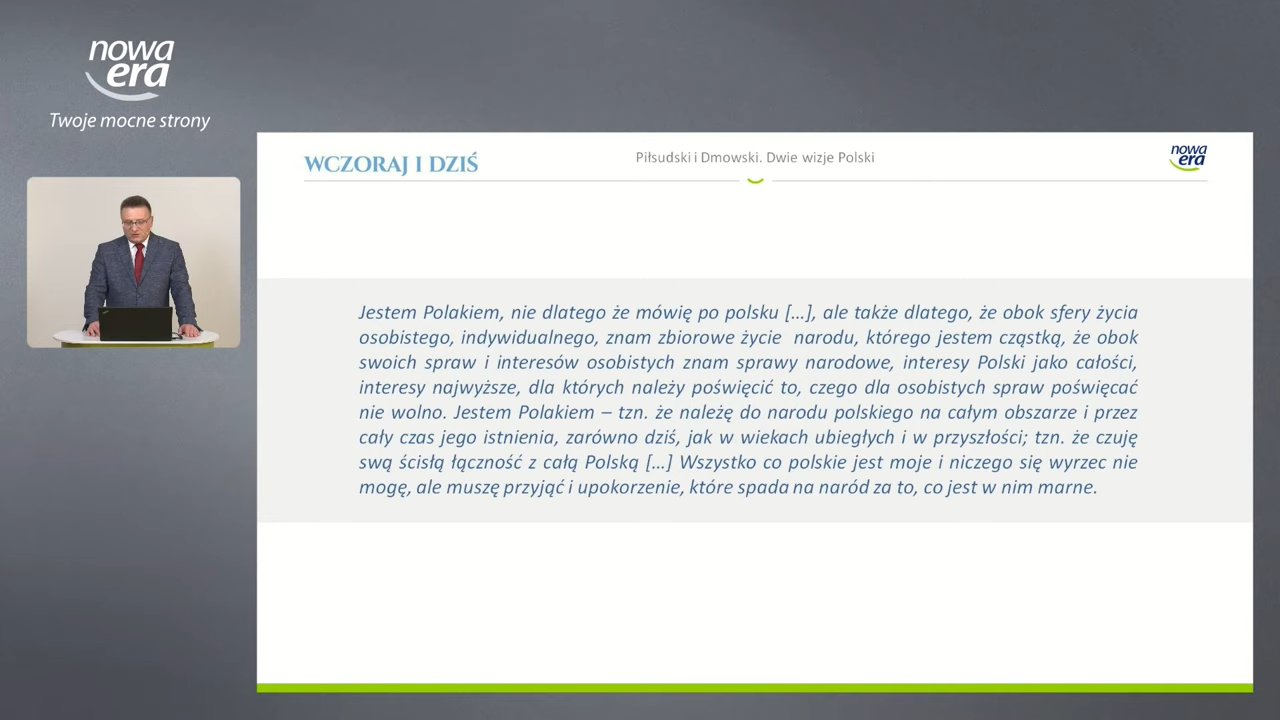 nowa
era
Twoje mocne strony
WCZORAJ I DZIŚ
Piłsudski i Dmowski. Dwie wizje Polski
nowa
era
Jestem Polakiem, nie dlatego że mówię po polsku [...], ale także dlatego, że obok sfery życia
osobistego, indywidualnego, znam zbiorowe życie narodu, którego jestem cząstką, że obok
swoich spraw i interesów osobistych znam sprawy narodowe, interesy Polski jako całości,
interesy najwyższe, dla których należy poświęcić to, czego dla osobistych spraw poświęcać
nie wolno. Jestem Polakiem – tzn. że należę do narodu polskiego na całym obszarze i przez
cały czas jego istnienia, zarówno dziś, jak w wiekach ubiegłych i w przyszłości; tzn. że czuję
swą ścisłą łączność z całą Polską [...] Wszystko co polskie jest moje i niczego się wyrzec nie
mogę, ale muszę przyjąć i upokorzenie, które spada na naród za to, co jest w nim marne.